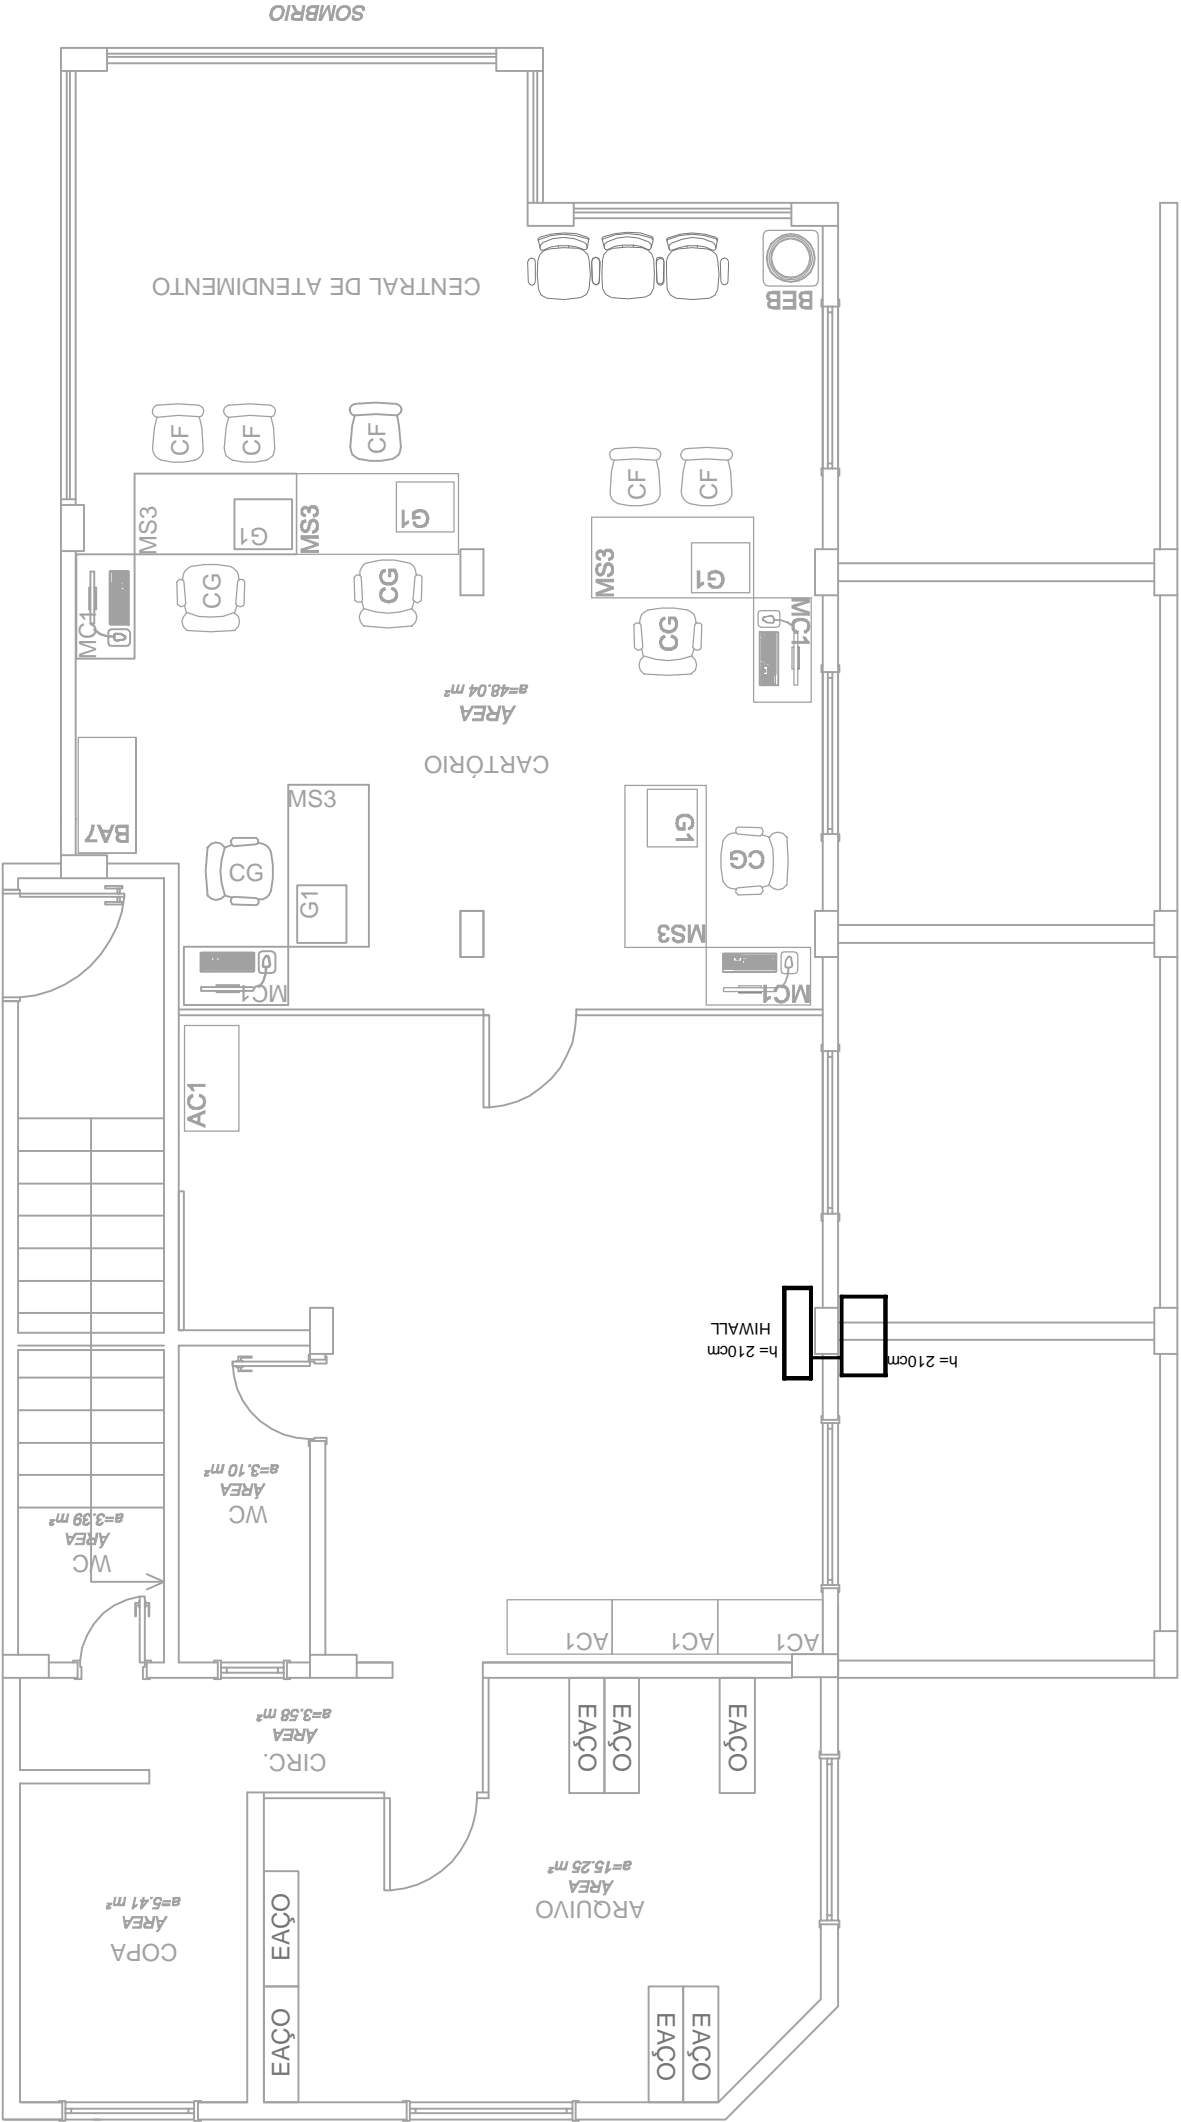 SOMBRIO
CENTRAL DE ATENDIMENTO
BEB
CF
CF
CF
CF
CF
MS3
G1
MS3
G1
MS3
G1
MC1
CG
CG
CG
MC1
a=48.04 m²
ÁREA
CARTÓRIO
BA7
MS3
G1
CG
MC1
G1
CG
MS3
MC1
AC1
HIWALL
h= 210cm
h= 210cm
a=3.10 m²
ÁREA
WC
a=3.39 m²
ÁREA
WC
AC1
AC1
AC1
a=3.58 m²
ÁREA
CIRC.
EAÇO
EAÇO
EAÇO
a=15.25 m²
ÁREA
ARQUIVO
a=5.41 m²
ÁREA
COPA
EAÇO
EAÇO
EAÇO
EAÇO